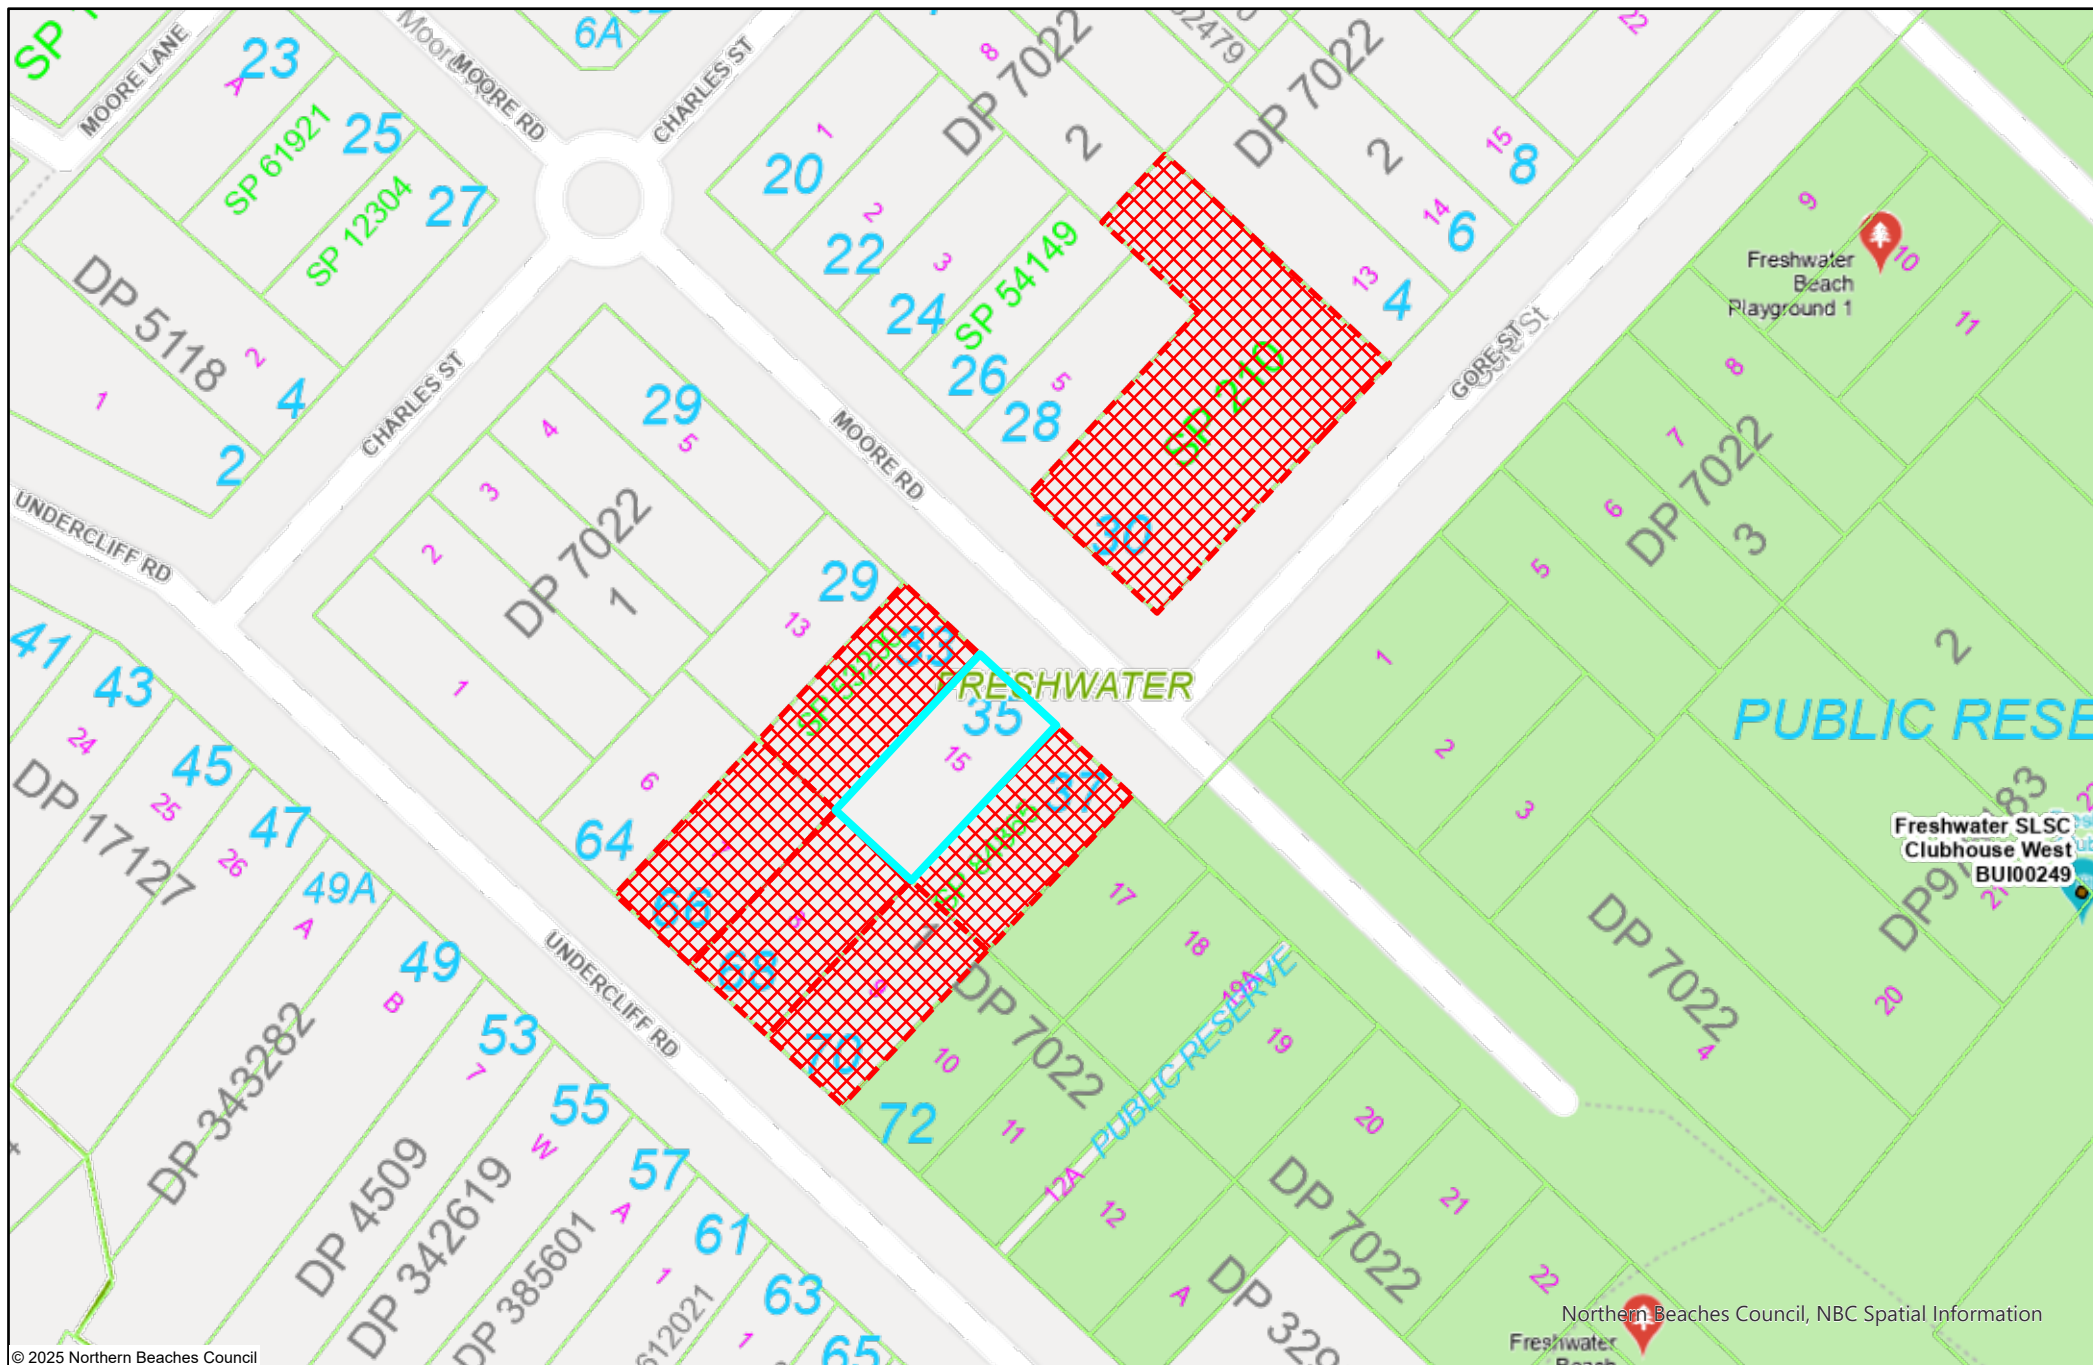 MOORE LANE
23
A
SP 61921
25
SP 12304
27
MOORE RD
6A
CHARLES ST
20
1
22
2
24
3
SP 54149
26
28
5
8
DP 7022
2
DP 7022
2
22
15
8
14
6
13
4
SP 210
30
GORE ST
DP 5118
2
4
1
2
CHARLES ST
UNDERCLIFF RD
29
5
4
3
2
1
DP 7022
1
MOORE RD
29
13
33
35
15
FRESHWATER
37
6
64
66
68
70
9
72
UNDERCLIFF RD
41
43
24
45
DP 17127
25
47
26
49A
A
49
B
53
7
55
W
57
A
61
1
63
1
65
DP 343282
DP 4509
DP 342619
DP 385601
612021
9
10
11
8
7
6
5
DP 7022
3
Freshwater
Beach
Playground 1
1
2
3
2
PUBLIC RESE
Freshwater SLSC
Clubhouse West
BUI00249
DP 7022
4
20
17
18
19A
19
PUBLIC RESERVE
DP 7022
10
11
12A
12
20
21
22
DP 7022
A
DP 329
Northern Beaches Council, NBC Spatial Information
Freshwater
© 2025 Northern Beaches Council